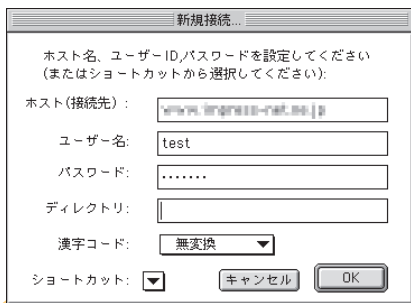 新規接続...
ホスト名、ユーザーID,パスワードを設定してください
(またはショートカットから選択してください):
ホスト(接続先) :
ユーザー名: test
パスワード: •••••••
ディレクトリ:
漢字コード: 無変換
ショートカット: キャンセル OK